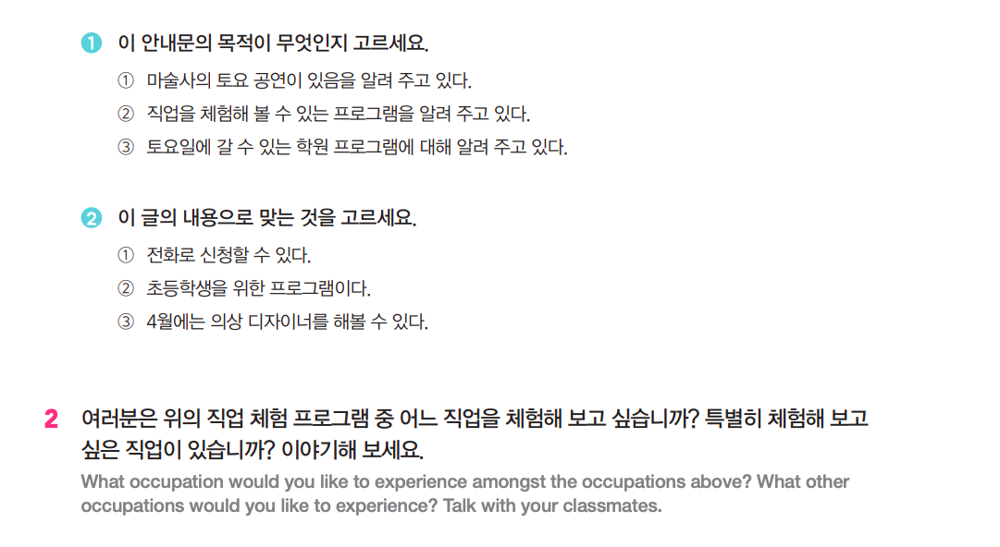 1 이 안내문의 목적이 무엇인지 고르세요.
① 마술사의 토요 공연이 있음을 알려 주고 있다.
② 직업을 체험해 볼 수 있는 프로그램을 알려 주고 있다.
③ 토요일에 갈 수 있는 학원 프로그램에 대해 알려 주고 있다.
2 이 글의 내용으로 맞는 것을 고르세요.
① 전화로 신청할 수 있다.
② 초등학생을 위한 프로그램이다.
③ 4월에는 의상 디자이너를 해볼 수 있다.
2 여러분은 위의 직업 체험 프로그램 중 어느 직업을 체험해 보고 싶습니까? 특별히 체험해 보고
싶은 직업이 있습니까? 이야기해 보세요.
What occupation would you like to experience amongst the occupations above? What other
occupations would you like to experience? Talk with your classmates.